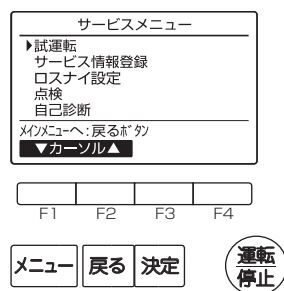 サービスメニュー
▶試運転
サービス情報登録
ロスナイ設定
点検
自己診断
ﾒｲﾝﾒﾆｭｰへ:戻るﾎﾞﾀﾝ
▼カーソル▲
F1 F2 F3 F4
メニュー 戻る 決定 運転
停止